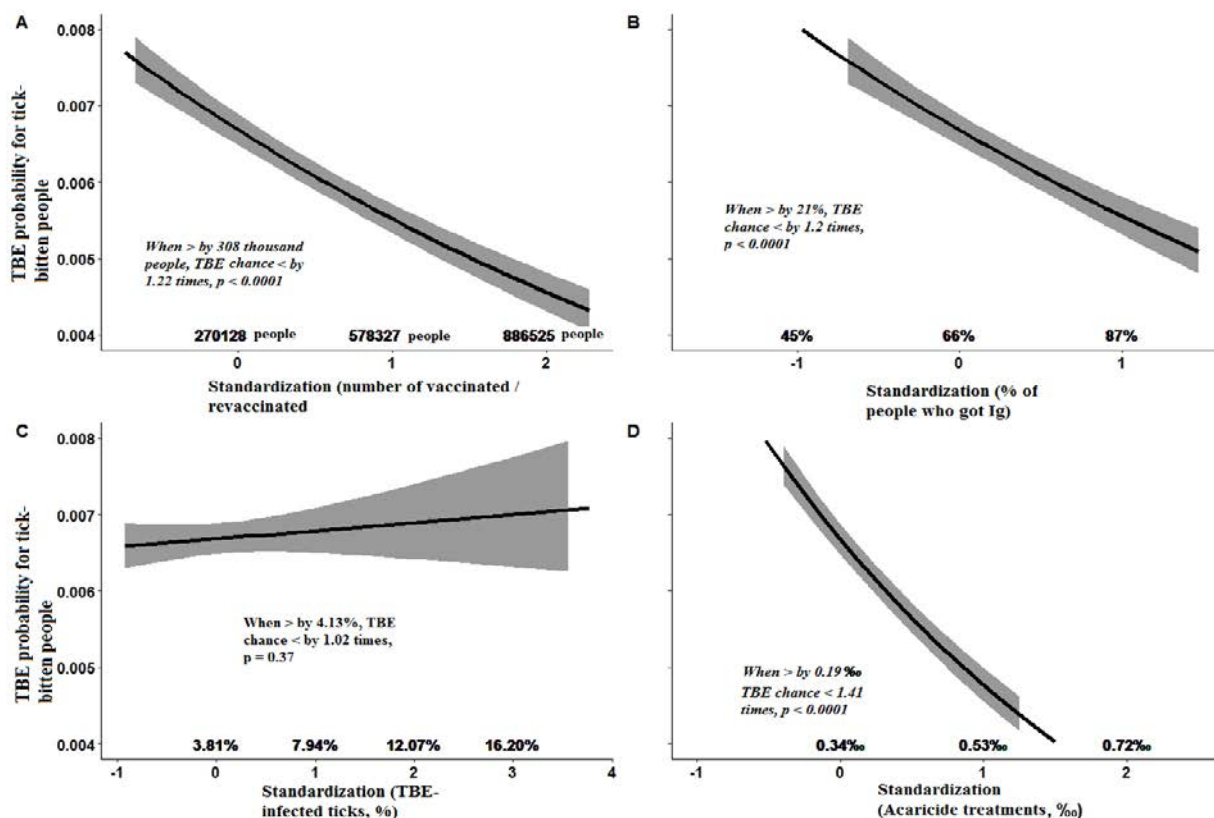 A
0.008
0.007
0.006
0.005
0.004
TBE probability for tick-
bitten people
When > by 308 thousand
people, TBE chance < by
1.22 times, p < 0.0001
270128 people 578327 people 886525 people
0 1 2
Standardization (number of vaccinated /
revaccinated
B
When > by 21%, TBE
chance < by 1.2 times,
p < 0.0001
45% 66% 87%
-1 0 1
Standardization (% of
people who got Ig)
C
0.008
0.007
0.006
0.005
0.004
TBE probability for tick-
bitten people
When > by 4.13%, TBE
chance < by 1.02 times,
p = 0.37
3.81% 7.94% 12.07% 16.20%
-1 0 1 2 3 4
Standardization (TBE-
infected ticks, %)
D
When > by 0.19‰
TBE chance < 1.41
times, p < 0.0001
0.34‰ 0.53‰ 0.72‰
-1 0 1 2
Standardization
(Acaricide treatments, ‰)